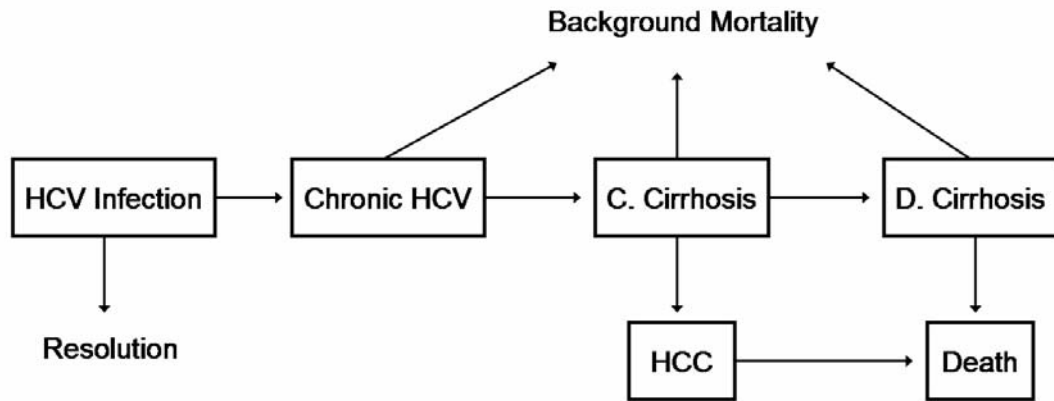 Background Mortality
HCV Infection
Chronic HCV
C. Cirrhosis
D. Cirrhosis
Resolution
HCC
Death